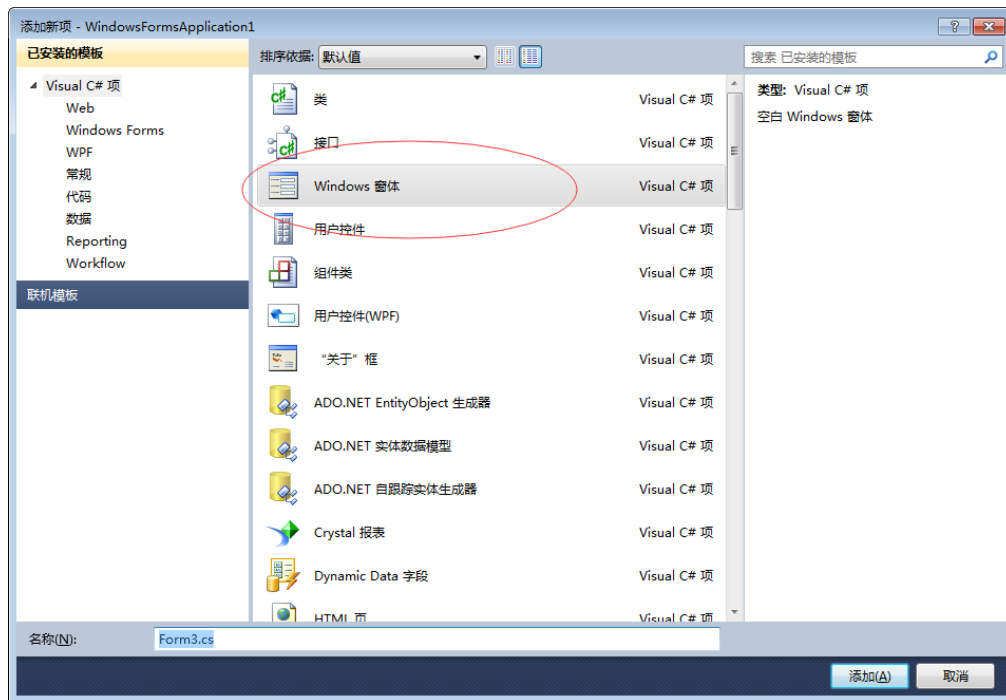 添加新项 - WindowsFormsApplication1
已安装的模板
排序依据: 默认值
搜索 已安装的模板
Visual C# 项
Web
Windows Forms
WPF
常规
代码
数据
Reporting
Workflow
联机模板
类 Visual C# 项
接口 Visual C# 项
Windows 窗体 Visual C# 项
用户控件 Visual C# 项
组件类 Visual C# 项
用户控件(WPF) Visual C# 项
“关于”框 Visual C# 项
ADO.NET EntityObject 生成器 Visual C# 项
ADO.NET 实体数据模型 Visual C# 项
ADO.NET 自跟踪实体生成器 Visual C# 项
Crystal 报表 Visual C# 项
Dynamic Data 字段 Visual C# 项
HTML 页 Visual C# 项
类型: Visual C# 项
空白 Windows 窗体
名称(N): Form3.cs
添加(A) 取消